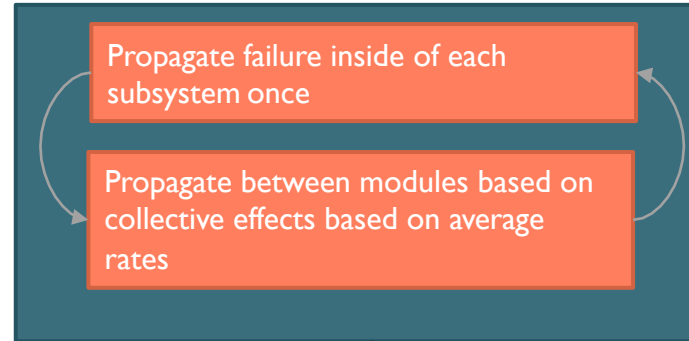 Propagate failure inside of each
subsystem once
Propagate between modules based on
collective effects based on average
rates